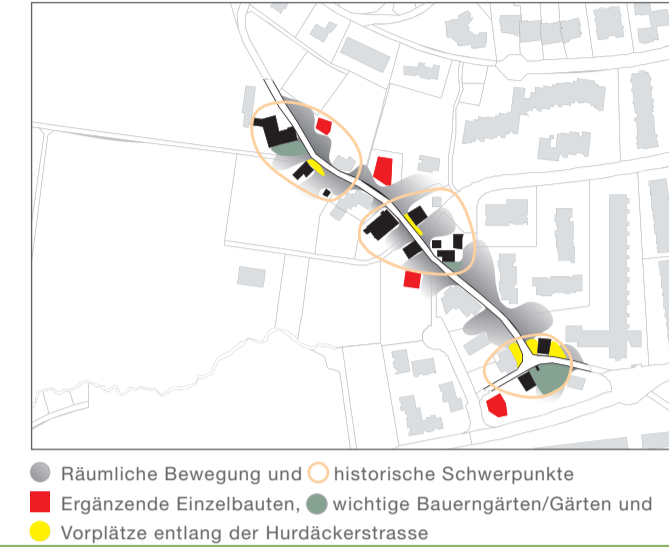 Räumliche Bewegung und historische Schwerpunkte
Ergänzende Einzelbauten, wichtige Bauerngärten/Gärten und
Vorplätze entlang der Hurdäckerstrasse